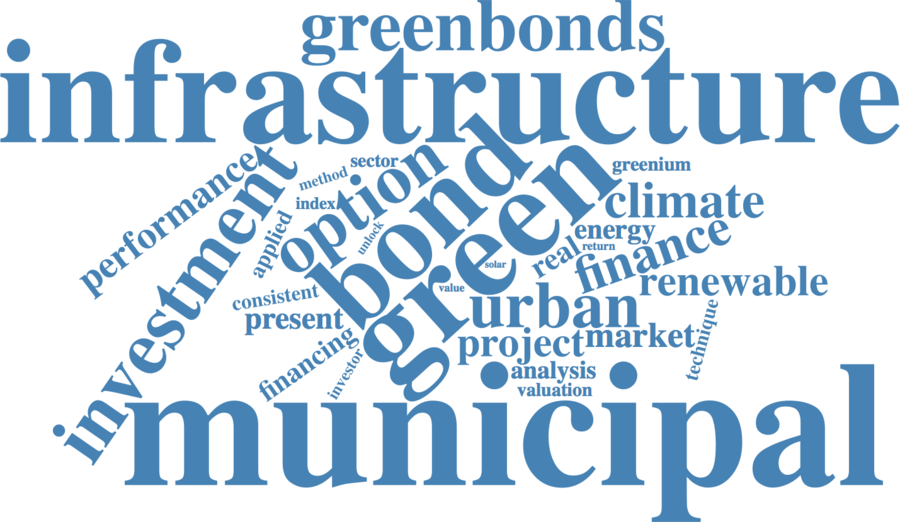 greenbonds
infrastructure
performance
investment
method
sector
index
option
applied
unlock
bond
green
greenium
climate
energy
real
return
finance
solar
value
renewable
consistent
present
urban
project
market
technique
financing
investor
analysis
valuation
municipal